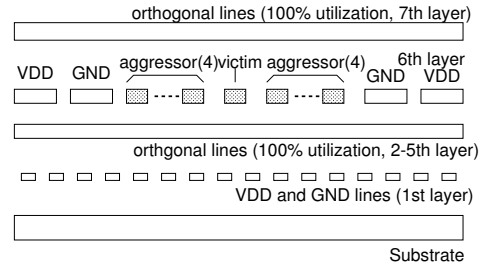 orthogonal lines (100% utilization, 7th layer)
6th layer
VDD GND aggressor(4) victim aggressor(4) GND VDD
orthgonal lines (100% utilization, 2-5th layer)
VDD and GND lines (1st layer)
Substrate